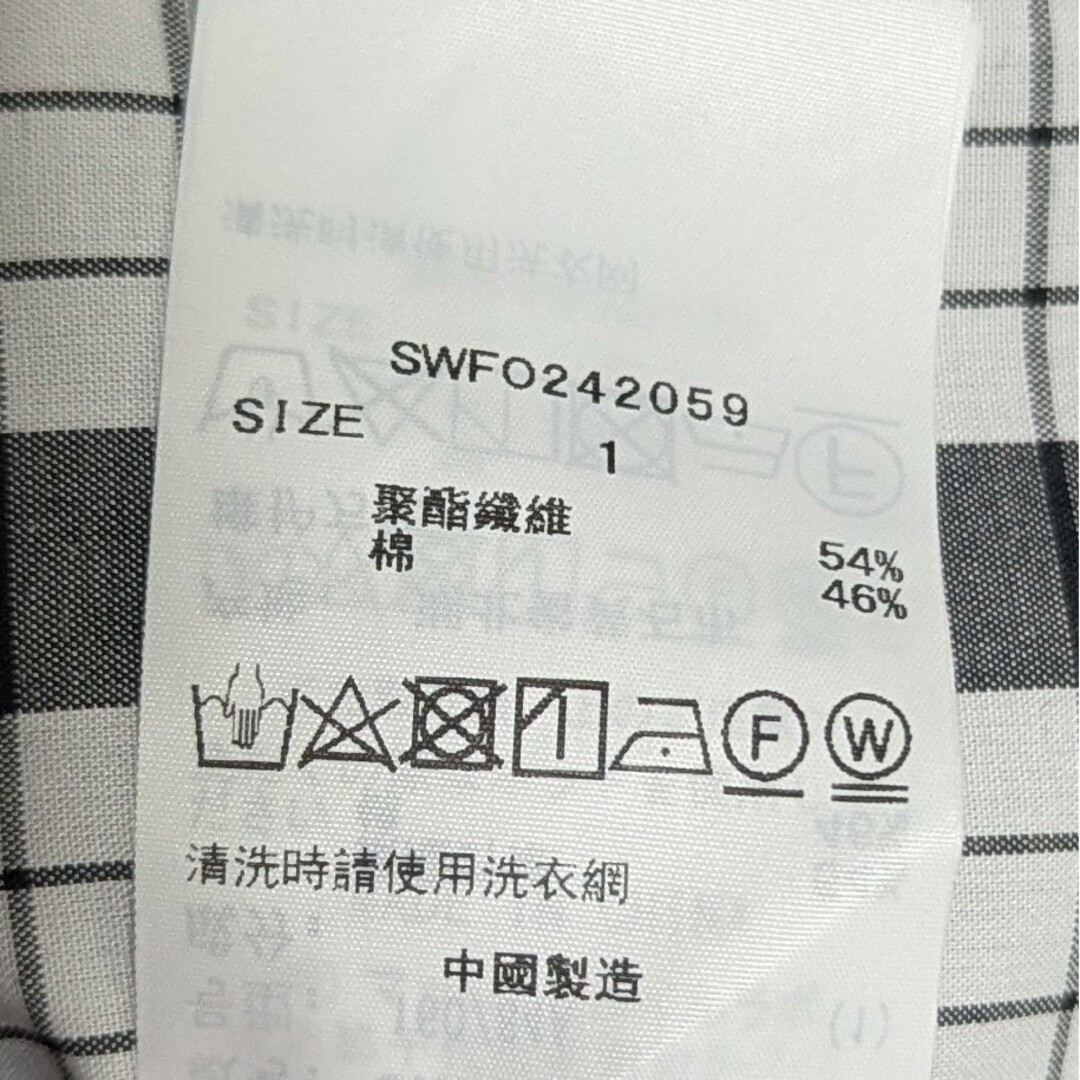 SWFO242059
SIZE
1
聚酯纖維 54%
棉 46%
F W
清洗時請使用洗衣網
中國製造